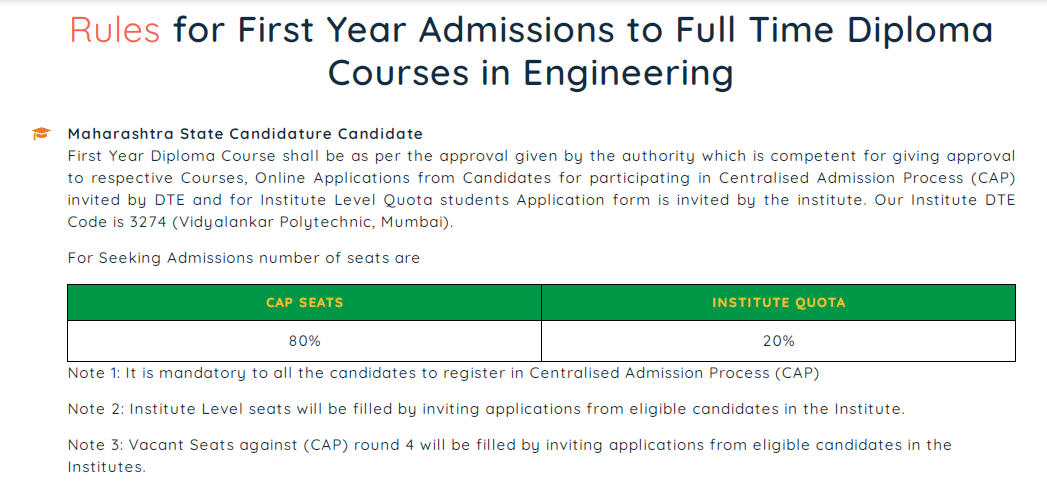 Rules for First Year Admissions to Full Time Diploma
Courses in Engineering
Maharashtra State Candidature Candidate
First Year Diploma Course shall be as per the approval given by the authority which is competent for giving approval
to respective Courses, Online Applications from Candidates for participating in Centralised Admission Process (CAP)
invited by DTE and for Institute Level Quota students Application form is invited by the institute. Our Institute DTE
Code is 3274 (Vidyalankar Polytechnic, Mumbai).
For Seeking Admissions number of seats are
CAP SEATS INSTITUTE QUOTA
80% 20%
Note 1: It is mandatory to all the candidates to register in Centralised Admission Process (CAP)
Note 2: Institute Level seats will be filled by inviting applications from eligible candidates in the Institute.
Note 3: Vacant Seats against (CAP) round 4 will be filled by inviting applications from eligible candidates in the
Institutes.